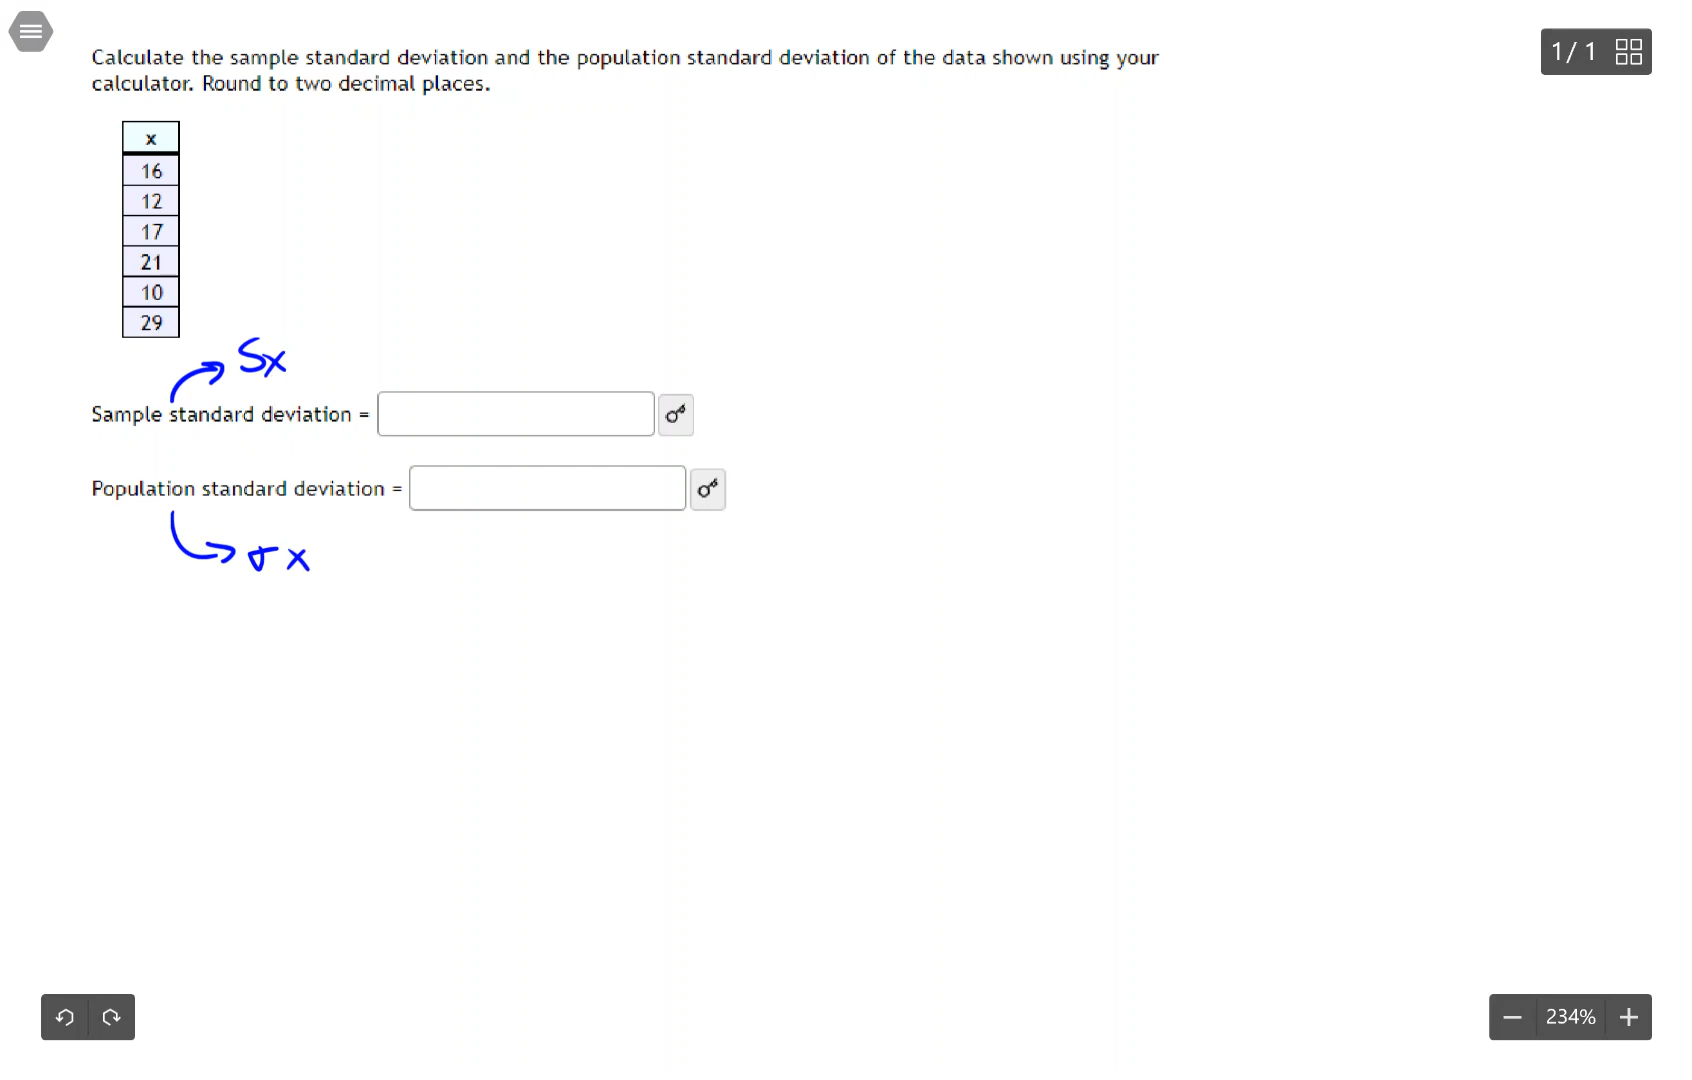 Calculate the sample standard deviation and the population standard deviation of the data shown using your
calculator. Round to two decimal places.
1/1
x
16
12
17
21
10
29
Sx
Sample standard deviation =
Population standard deviation =
σx
234%